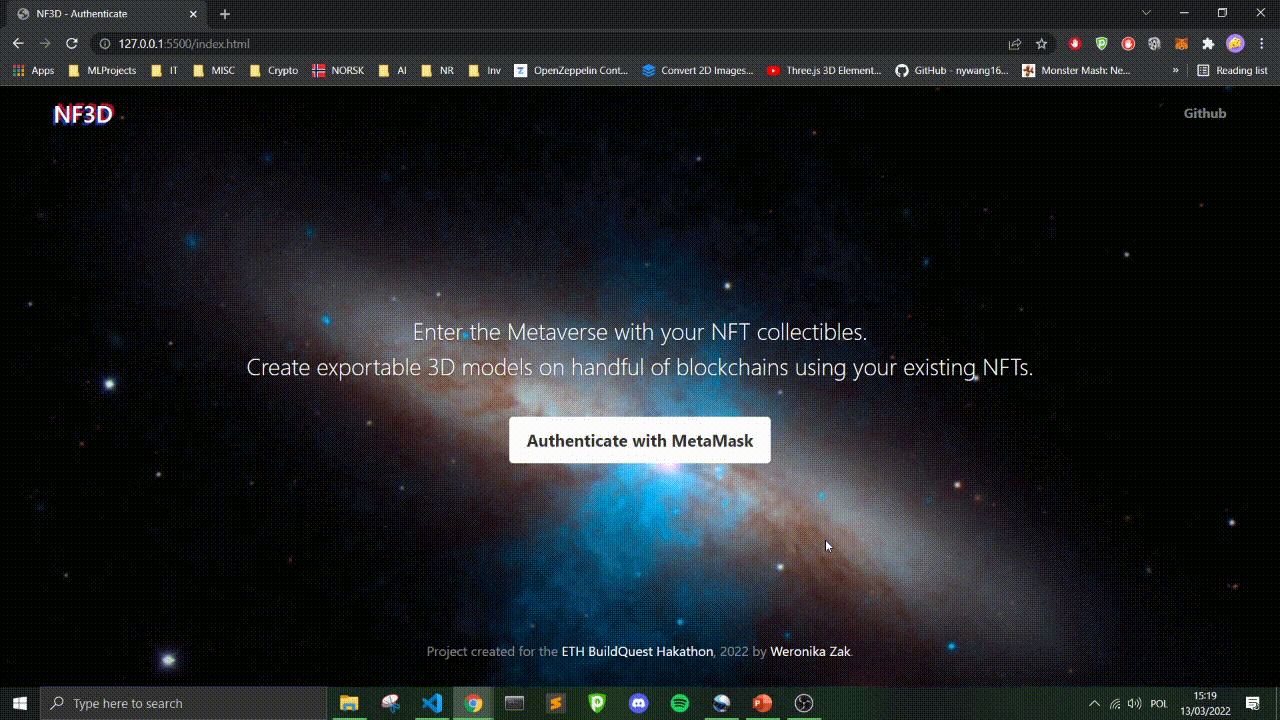 NF3D - Authenticate
127.0.0.1:5500/index.html
Apps MLProjects IT MISC Crypto NORSK AI NR Inv OpenZeppelin Cont... Convert 2D Images... Three.js 3D Element... GitHub - nywang16... Monster Mash: Ne... » Reading list
NF3D Github
Enter the Metaverse with your NFT collectibles.
Create exportable 3D models on handful of blockchains using your existing NFTs.
Authenticate with MetaMask
Project created for the ETH BuildQuest Hakathon, 2022 by Weronika Zak.
Type here to search POL 15:19
13/03/2022